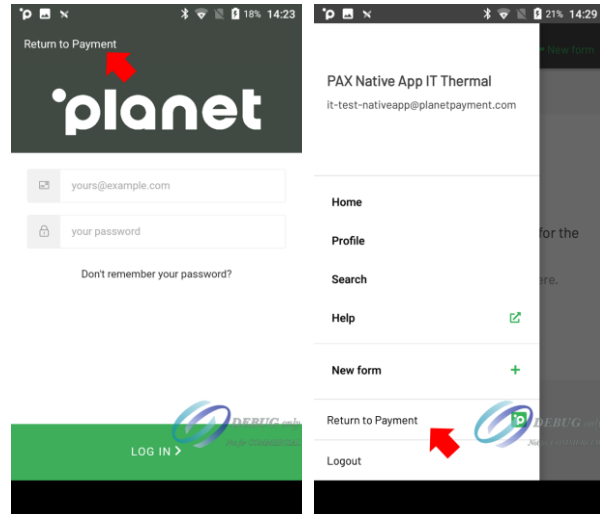 18% 14:23
Return to Payment
planet
yours@example.com
your password
Don't remember your password?
DEBUG only
LOG IN
21% 14:29
New form
PAX Native App IT Thermal
it-test-nativeapp@planetpayment.com
Home
Profile
for the
Search
ere.
Help
New form
Return to Payment
DEBUG only
Logout